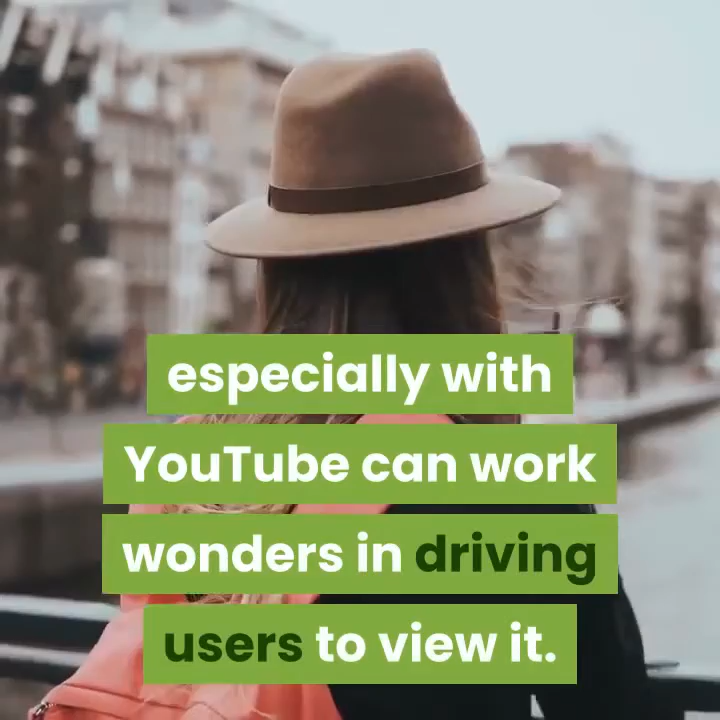 especially with
YouTube can work
wonders in driving
users to view it.